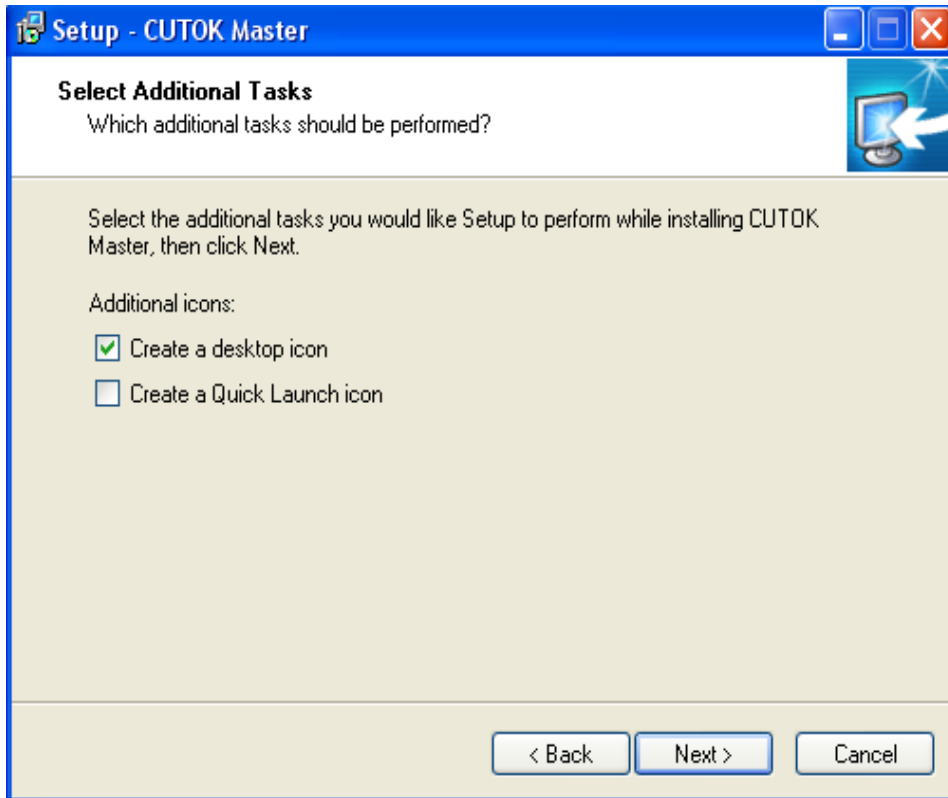 Setup - CUTOK Master
Select Additional Tasks
Which additional tasks should be performed?
Select the additional tasks you would like Setup to perform while installing CUTOK
Master, then click Next.
Additional icons:
Create a desktop icon
Create a Quick Launch icon
< Back Next > Cancel